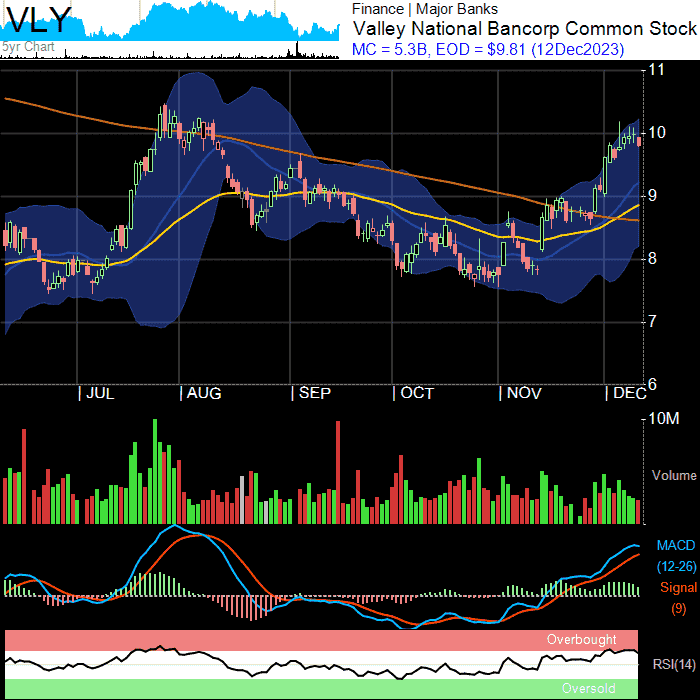 VLY
5yr Chart
Finance | Major Banks
Valley National Bancorp Common Stock
MC = 5.3B, EOD = $9.81 (12Dec2023)
11
10
9
8
7
6
| JUL | AUG | SEP | OCT | NOV | DEC
10M
Volume
MACD
(12-26)
Signal
(9)
Overbought
RSI(14)
Oversold